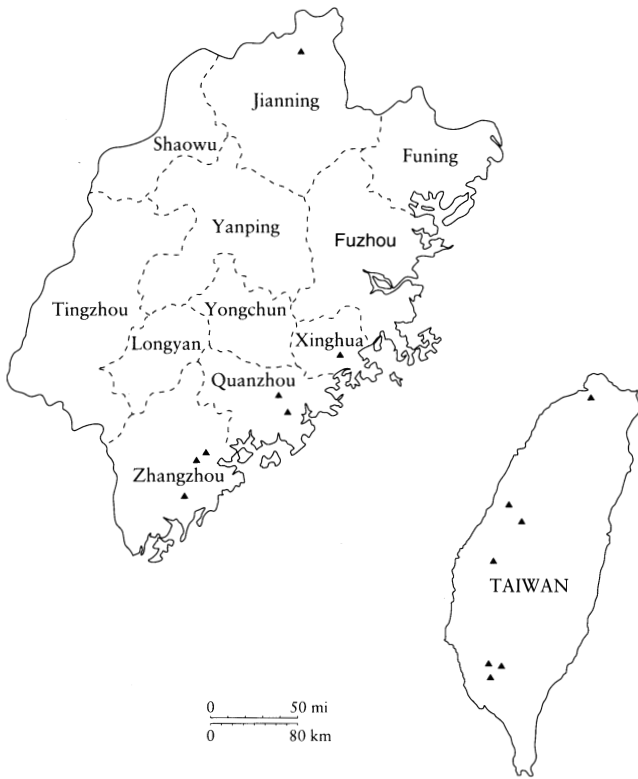 Jianning
Shaowu
Funing
Yanping
Fuzhou
Tingzhou
Yongchun
Longyan
Xinghua
Quanzhou
Zhangzhou
TAIWAN
0 50 mi
0 80 km